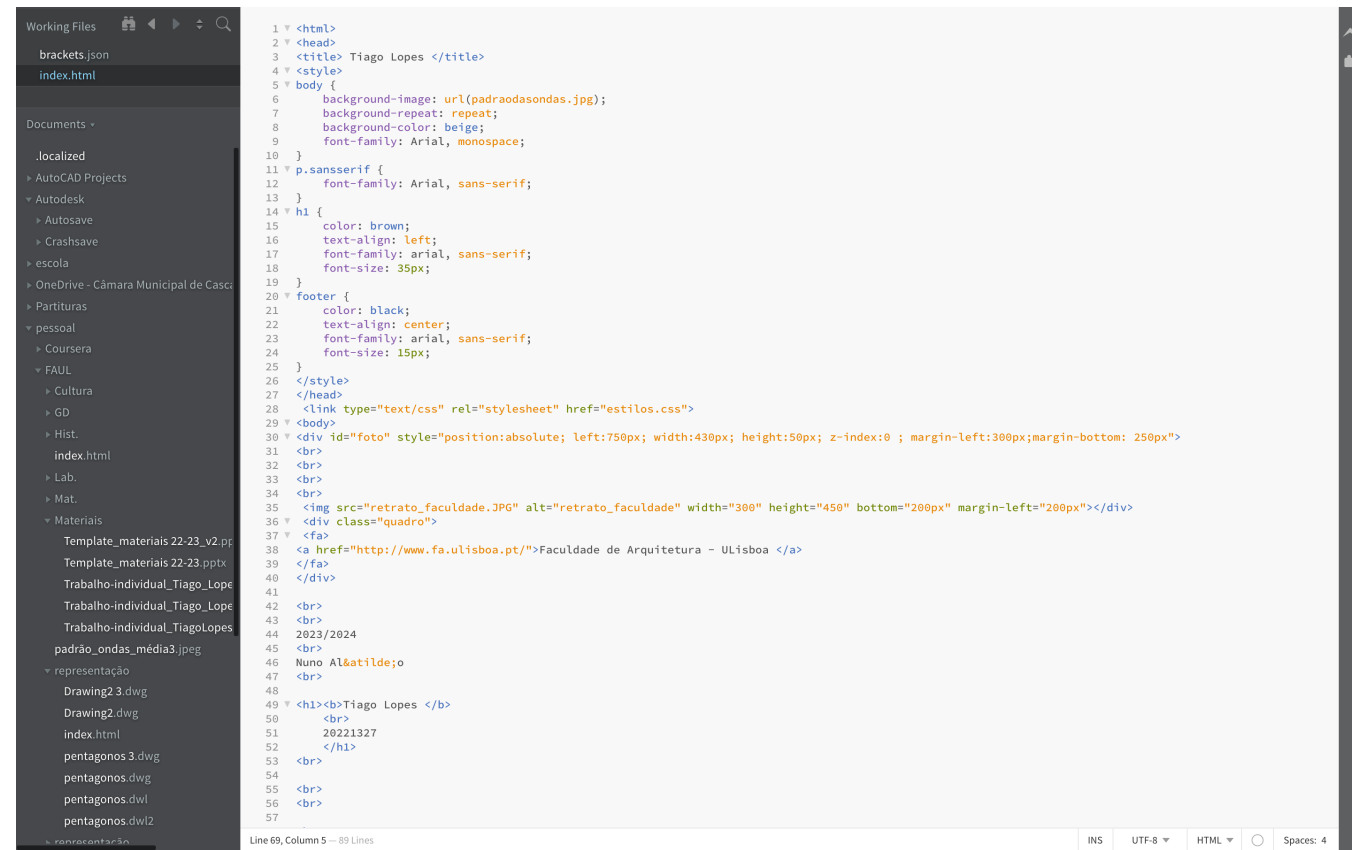 Working Files
brackets.json
index.html
Documents
.localized
AutoCAD Projects
Autodesk
Autosave
Crashsave
escola
OneDrive - Câmara Municipal de Casca
Partituras
pessoal
Coursera
FAUL
Cultura
GD
Hist.
index.html
Lab.
Mat.
Materiais
Template_materiais 22-23_v2.pp
Template_materiais 22-23.pptx
Trabalho-individual_Tiago_Lope
Trabalho-individual_Tiago_Lope
Trabalho-individual_TiagoLopes
padrão_ondas_média3.jpeg
representação
Drawing2 3.dwg
Drawing2.dwg
index.html
pentagonos 3.dwg
pentagonos.dwg
pentagonos.dwl
pentagonos.dwl2
representação
1 <html>
2 <head>
3 <title> Tiago Lopes </title>
4 <style>
5 body {
6     background-image: url(padraodasondas.jpg);
7     background-repeat: repeat;
8     background-color: beige;
9     font-family: Arial, monospace;
10 }
11 p.sansserif {
12     font-family: Arial, sans-serif;
13 }
14 h1 {
15     color: brown;
16     text-align: left;
17     font-family: arial, sans-serif;
18     font-size: 35px;
19 }
20 footer {
21     color: black;
22     text-align: center;
23     font-family: arial, sans-serif;
24     font-size: 15px;
25 }
26 </style>
27 </head>
28  <link type="text/css" rel="stylesheet" href="estilos.css">
29 <body>
30 <div id="foto" style="position:absolute; left:750px; width:430px; height:50px; z-index:0 ; margin-left:300px;margin-bottom: 250px">
31 <br>
32 <br>
33 <br>
34 <br>
35  <img src="retrato_faculdade.JPG" alt="retrato_faculdade" width="300" height="450" bottom="200px" margin-left="200px"></div>
36  <div class="quadro">
37  <fa>
38 <a href="http://www.fa.ulisboa.pt/">Faculdade de Arquitetura - ULisboa </a>
39 </fa>
40 </div>
41
42 <br>
43 <br>
44 2023/2024
45 <br>
46 Nuno Al&atilde;o
47 <br>
48
49 <h1><b>Tiago Lopes </b>
50     <br>
51     20221327
52     </h1>
53 <br>
54
55 <br>
56 <br>
57
Line 69, Column 5 — 89 Lines
INS UTF-8 HTML Spaces: 4